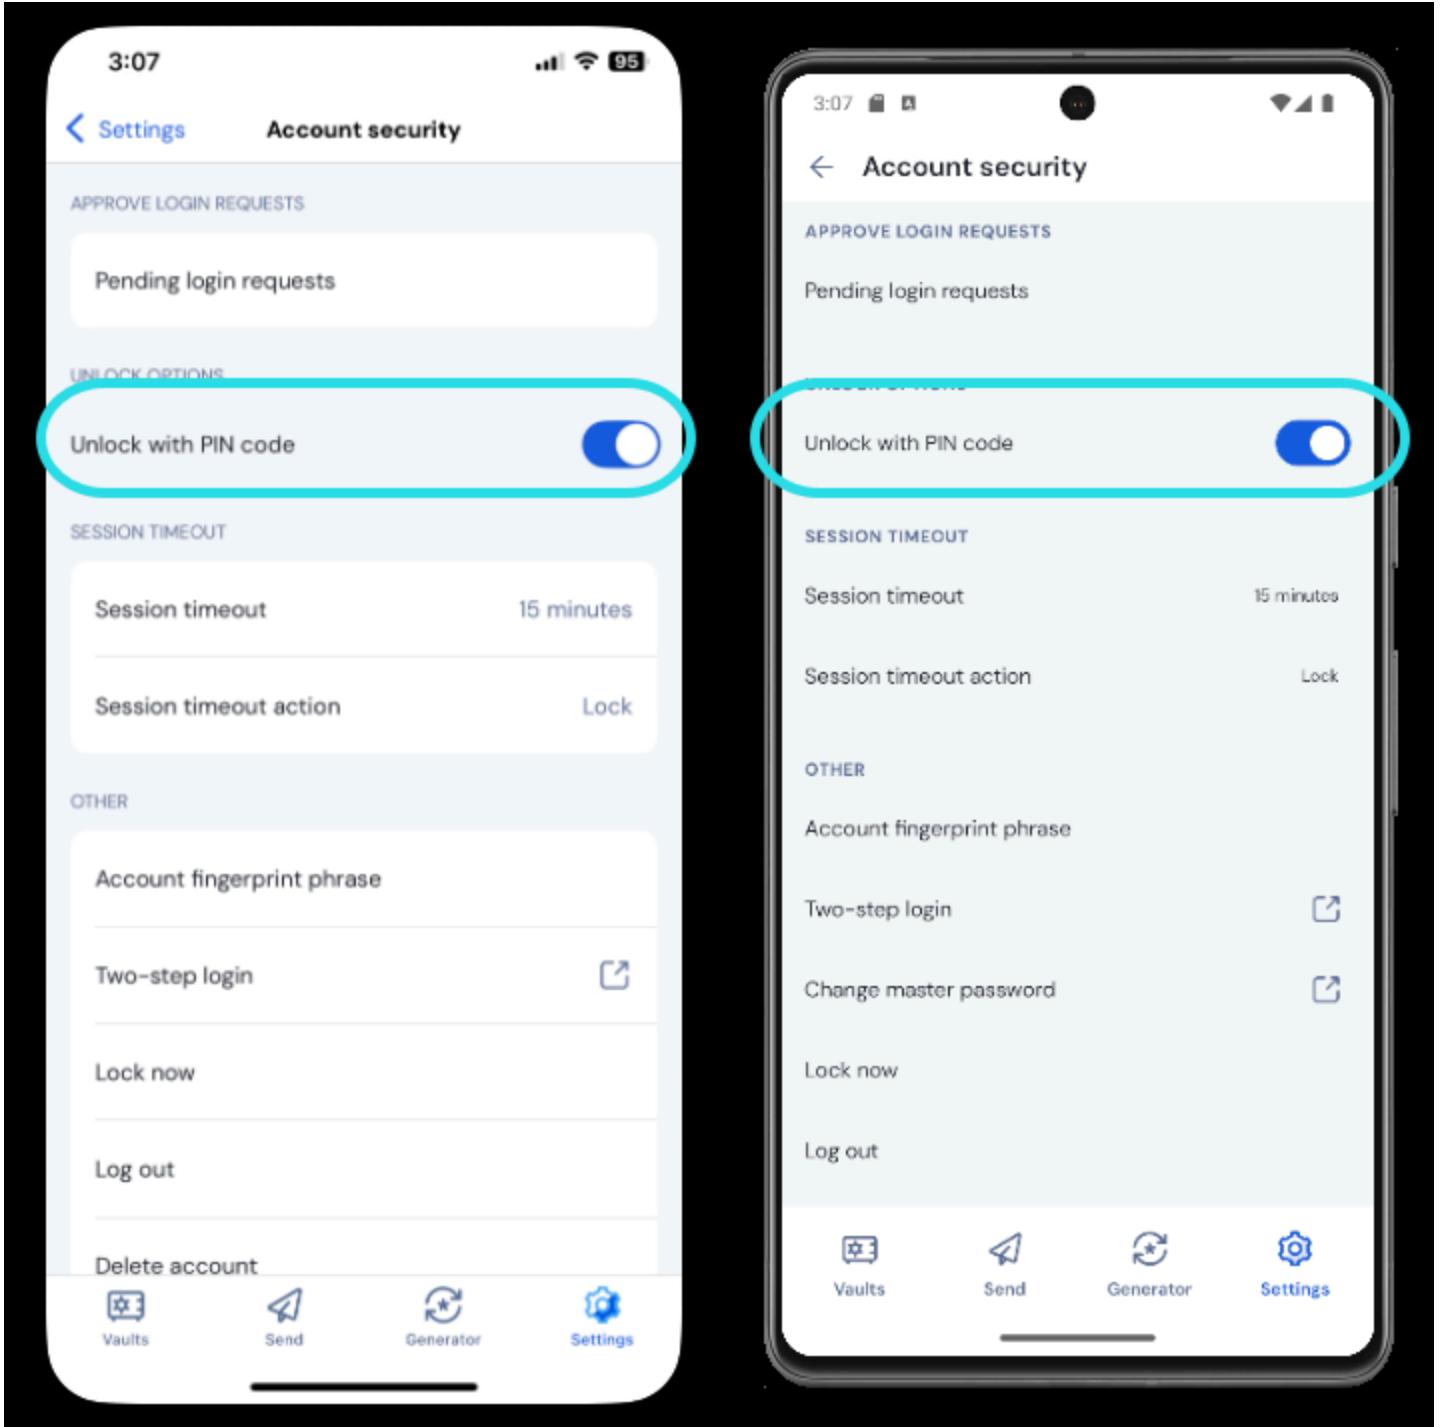 3:07
95
Settings
Account security
APPROVE LOGIN REQUESTS
Pending login requests
UNLOCK OPTIONS
Unlock with PIN code
SESSION TIMEOUT
Session timeout 15 minutes
Session timeout action Lock
OTHER
Account fingerprint phrase
Two-step login
Lock now
Log out
Delete account
Vaults Send Generator Settings
3:07
Account security
APPROVE LOGIN REQUESTS
Pending login requests
Unlock with PIN code
SESSION TIMEOUT
Session timeout 15 minutes
Session timeout action Lock
OTHER
Account fingerprint phrase
Two-step login
Change master password
Lock now
Log out
Vaults Send Generator Settings